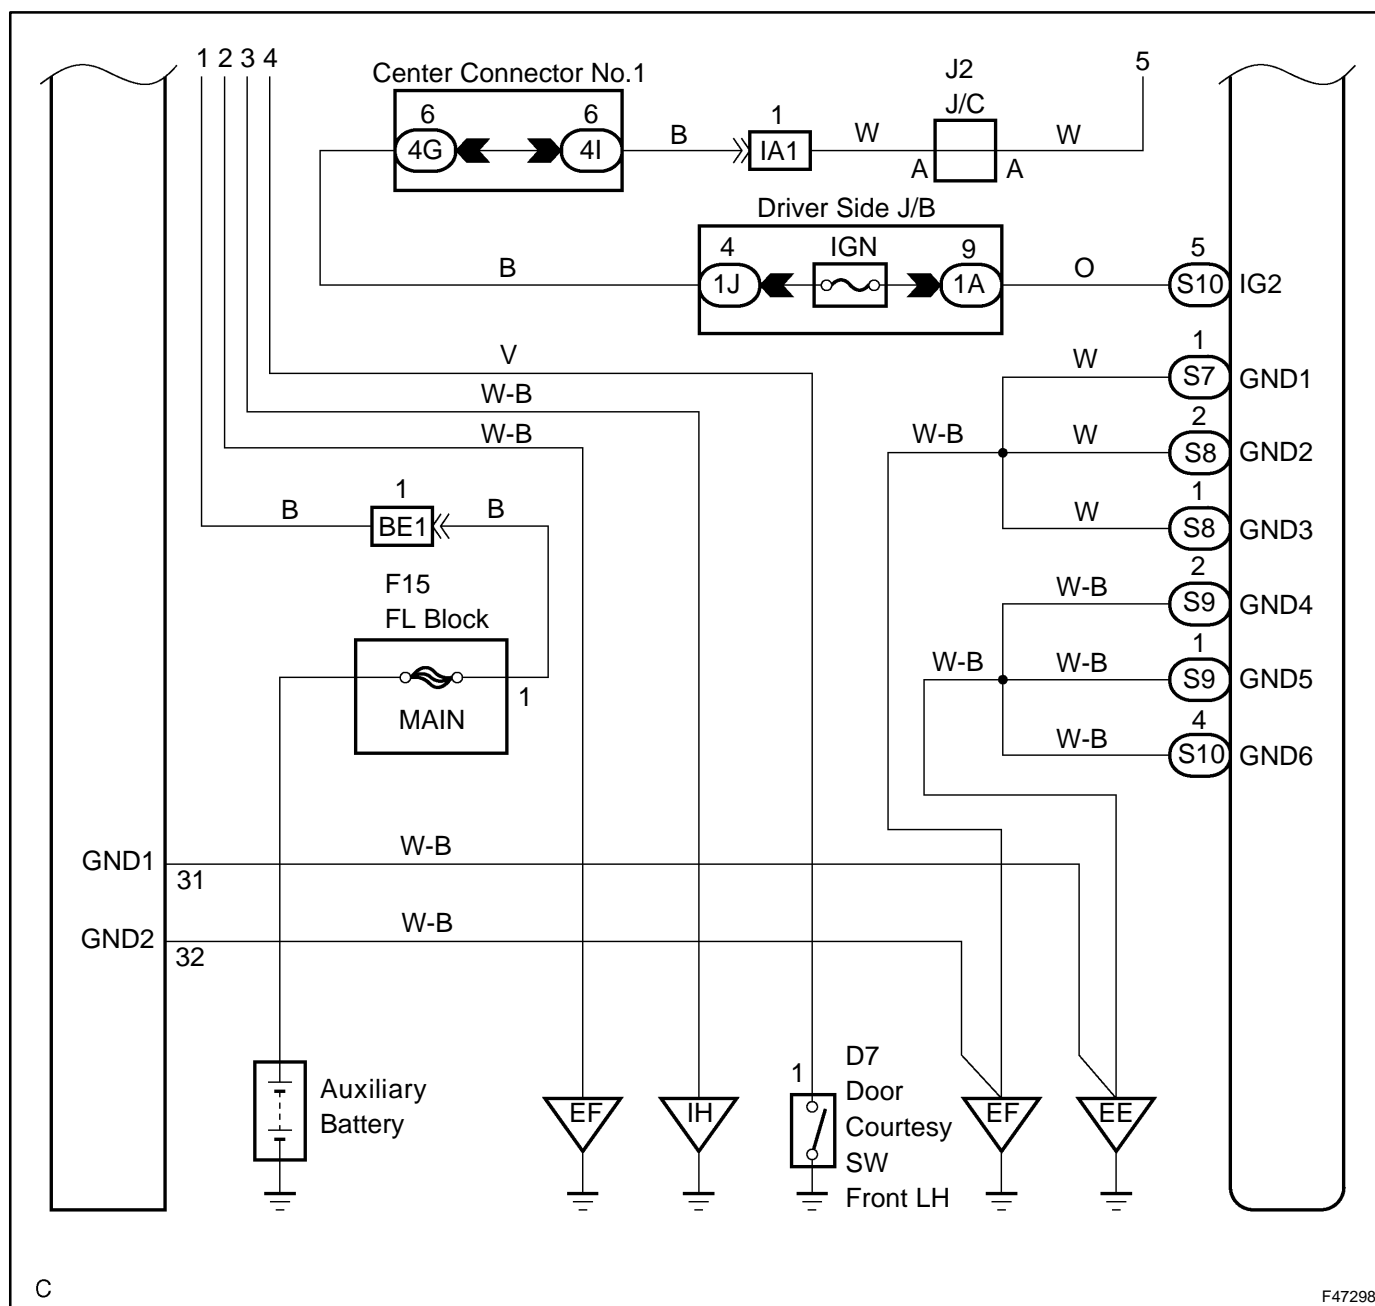 1 2 3 4
Center Connector No.1
J2
J/C
5
6
6
1
4G
4I
B
IA1
W
W
A
A
Driver Side J/B
4
IGN
9
5
B
1J
1A
O
S10
IG2
V
W-B
W-B
1
W
S7
GND1
2
W-B
W
S8
GND2
1
W
S8
GND3
1
B
BE1
B
F15
FL Block
MAIN
1
2
W-B
S9
GND4
1
W-B
W-B
S9
GND5
4
W-B
S10
GND6
GND1
31
W-B
GND2
32
W-B
Auxiliary
Battery
EF
IH
1
D7
Door
Courtesy
SW
Front LH
EF
EE
C
F47298